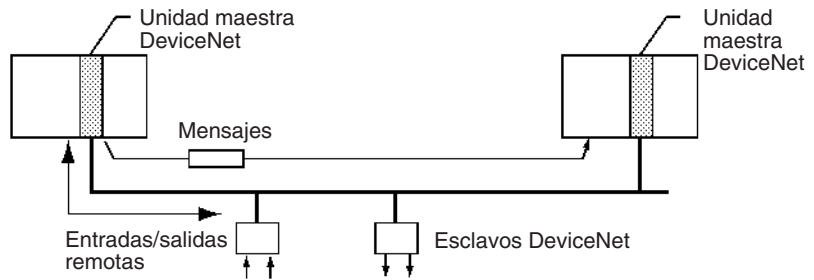 Unidad maestra
DeviceNet
Unidad
maestra
DeviceNet
Mensajes
Entradas/salidas
remotas
Esclavos DeviceNet